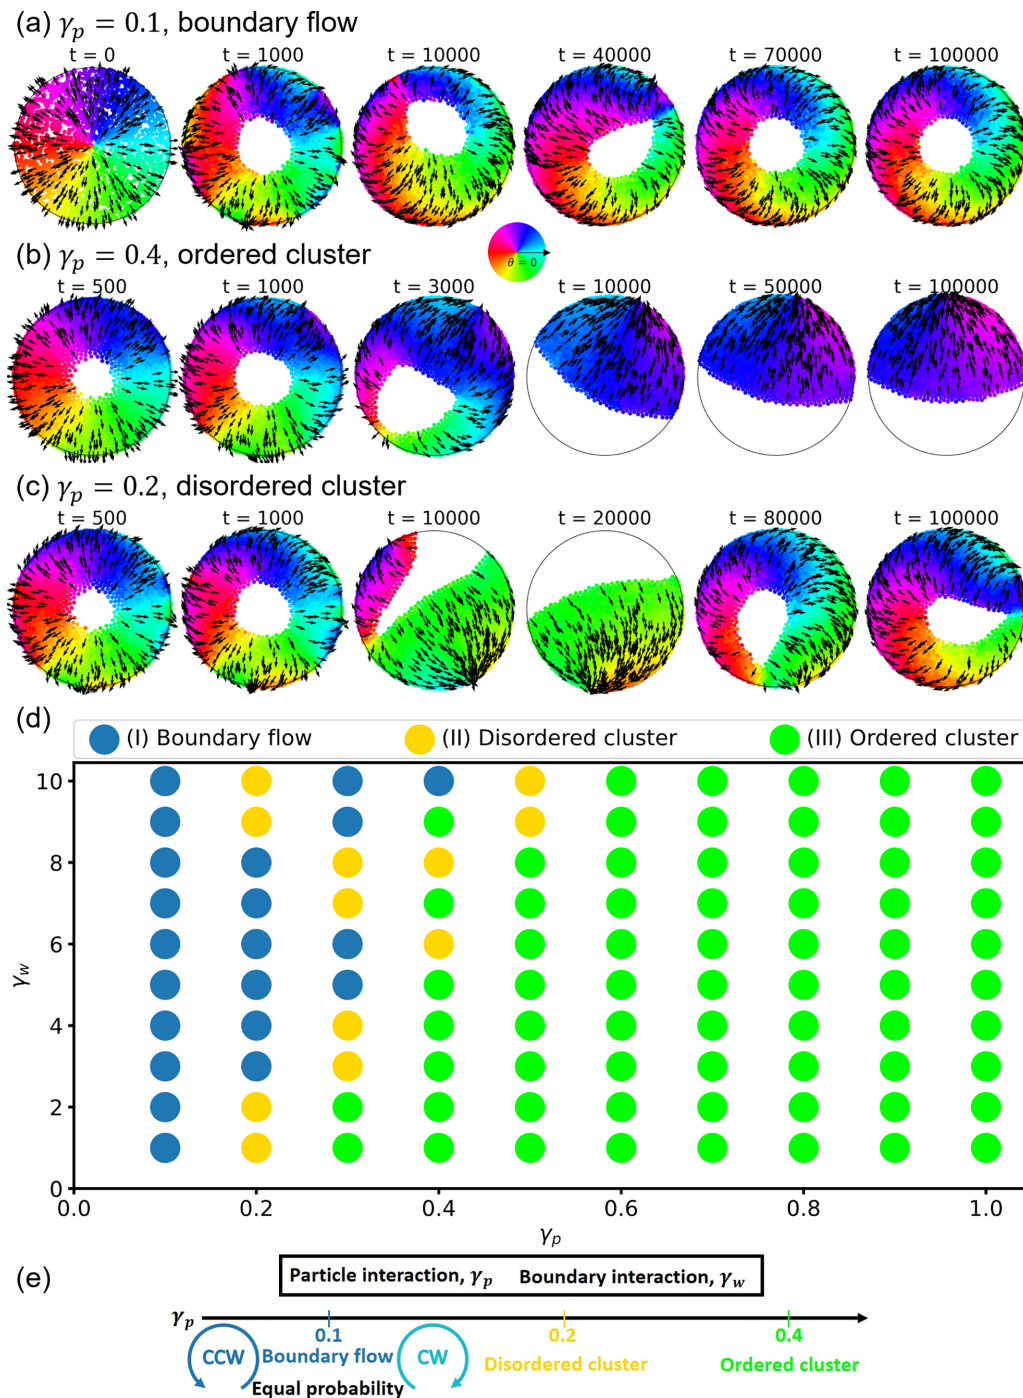 (a) γp = 0.1, boundary flow
t = 0 t = 1000 t = 10000 t = 40000 t = 70000 t = 100000
(b) γp = 0.4, ordered cluster
θ = 0
t = 500 t = 1000 t = 3000 t = 10000 t = 50000 t = 100000
(c) γp = 0.2, disordered cluster
t = 500 t = 1000 t = 10000 t = 20000 t = 80000 t = 100000
(d)
(I) Boundary flow (II) Disordered cluster (III) Ordered cluster
10
8
6
γw
4
2
0
0.0 0.2 0.4 0.6 0.8 1.0
γp
(e)
Particle interaction, γp Boundary interaction, γw
γp
0.1 0.2 0.4
CCW Boundary flow CW Disordered cluster Ordered cluster
Equal probability